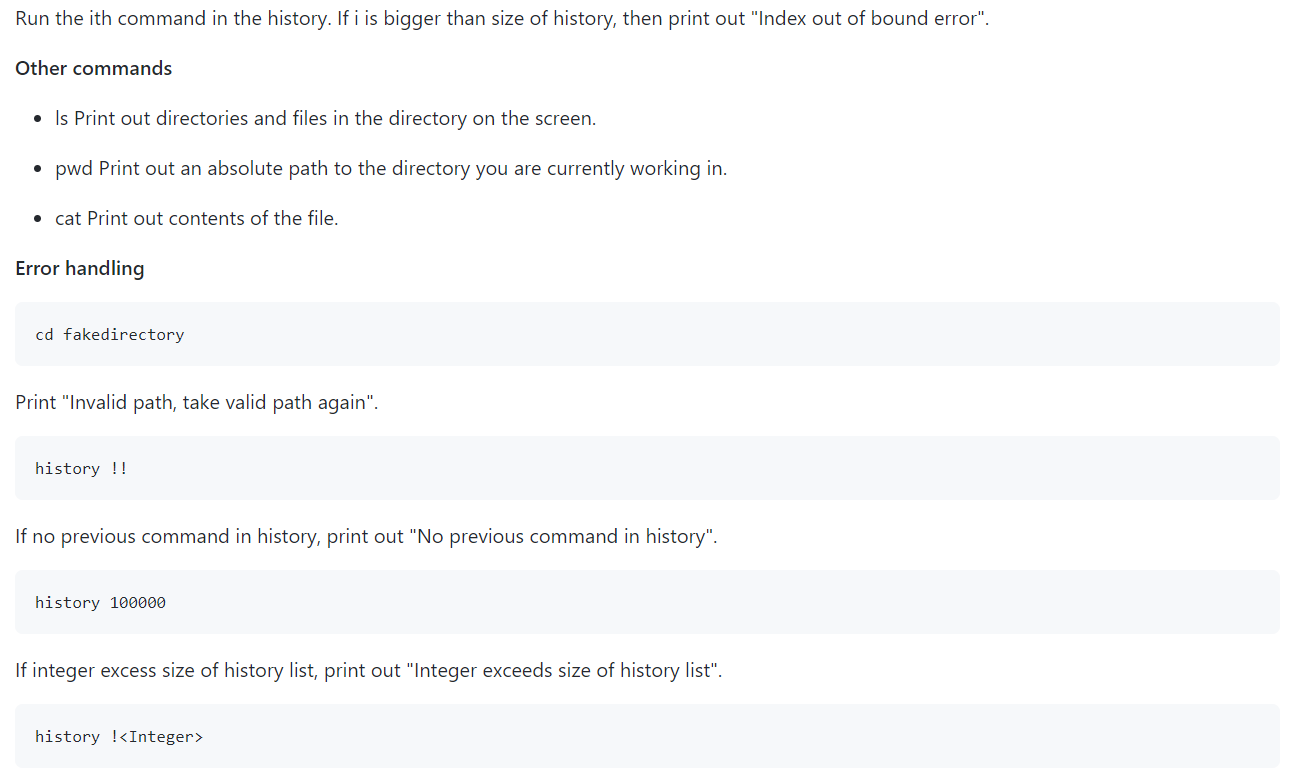 Run the ith command in the history. If i is bigger than size of history, then print out "Index out of bound error".
Other commands
• ls Print out directories and files in the directory on the screen.
• pwd Print out an absolute path to the directory you are currently working in.
• cat Print out contents of the file.
Error handling
cd fakedirectory
Print "Invalid path, take valid path again".
history !!
If no previous command in history, print out "No previous command in history".
history 100000
If integer excess size of history list, print out "Integer exceeds size of history list".
history !<Integer>